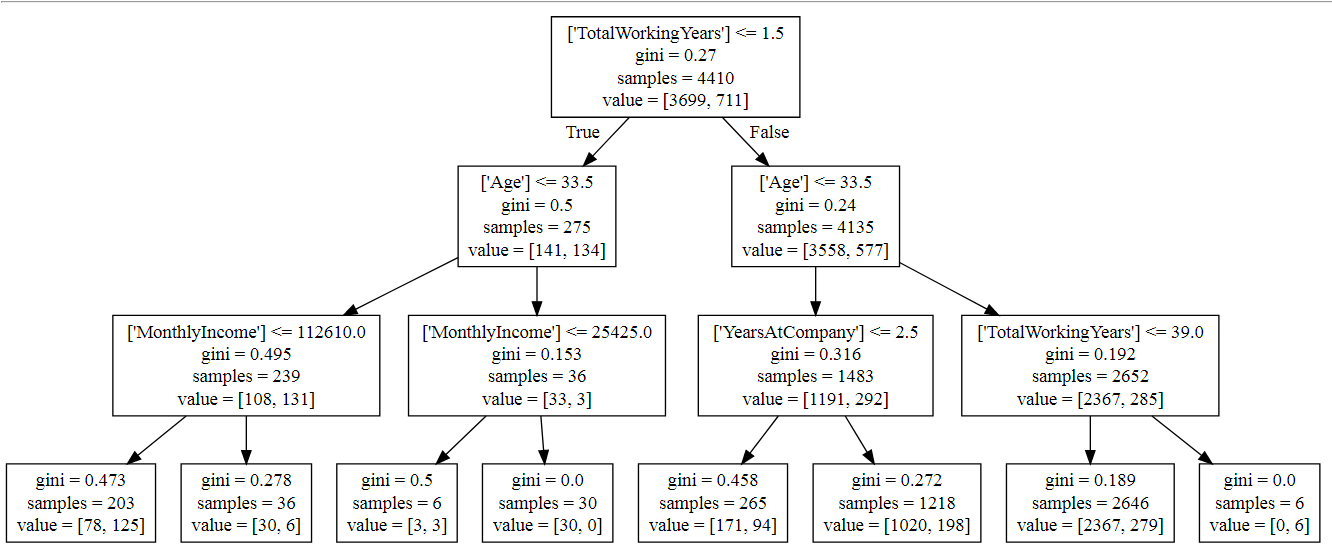 ['TotalWorkingYears'] <= 1.5
gini = 0.27
samples = 4410
value = [3699, 711]
True
False
['Age'] <= 33.5
gini = 0.5
samples = 275
value = [141, 134]
['Age'] <= 33.5
gini = 0.24
samples = 4135
value = [3558, 577]
['MonthlyIncome'] <= 112610.0
gini = 0.495
samples = 239
value = [108, 131]
['MonthlyIncome'] <= 25425.0
gini = 0.153
samples = 36
value = [33, 3]
['YearsAtCompany'] <= 2.5
gini = 0.316
samples = 1483
value = [1191, 292]
['TotalWorkingYears'] <= 39.0
gini = 0.192
samples = 2652
value = [2367, 285]
gini = 0.473
samples = 203
value = [78, 125]
gini = 0.278
samples = 36
value = [30, 6]
gini = 0.5
samples = 6
value = [3, 3]
gini = 0.0
samples = 30
value = [30, 0]
gini = 0.458
samples = 265
value = [171, 94]
gini = 0.272
samples = 1218
value = [1020, 198]
gini = 0.189
samples = 2646
value = [2367, 279]
gini = 0.0
samples = 6
value = [0, 6]